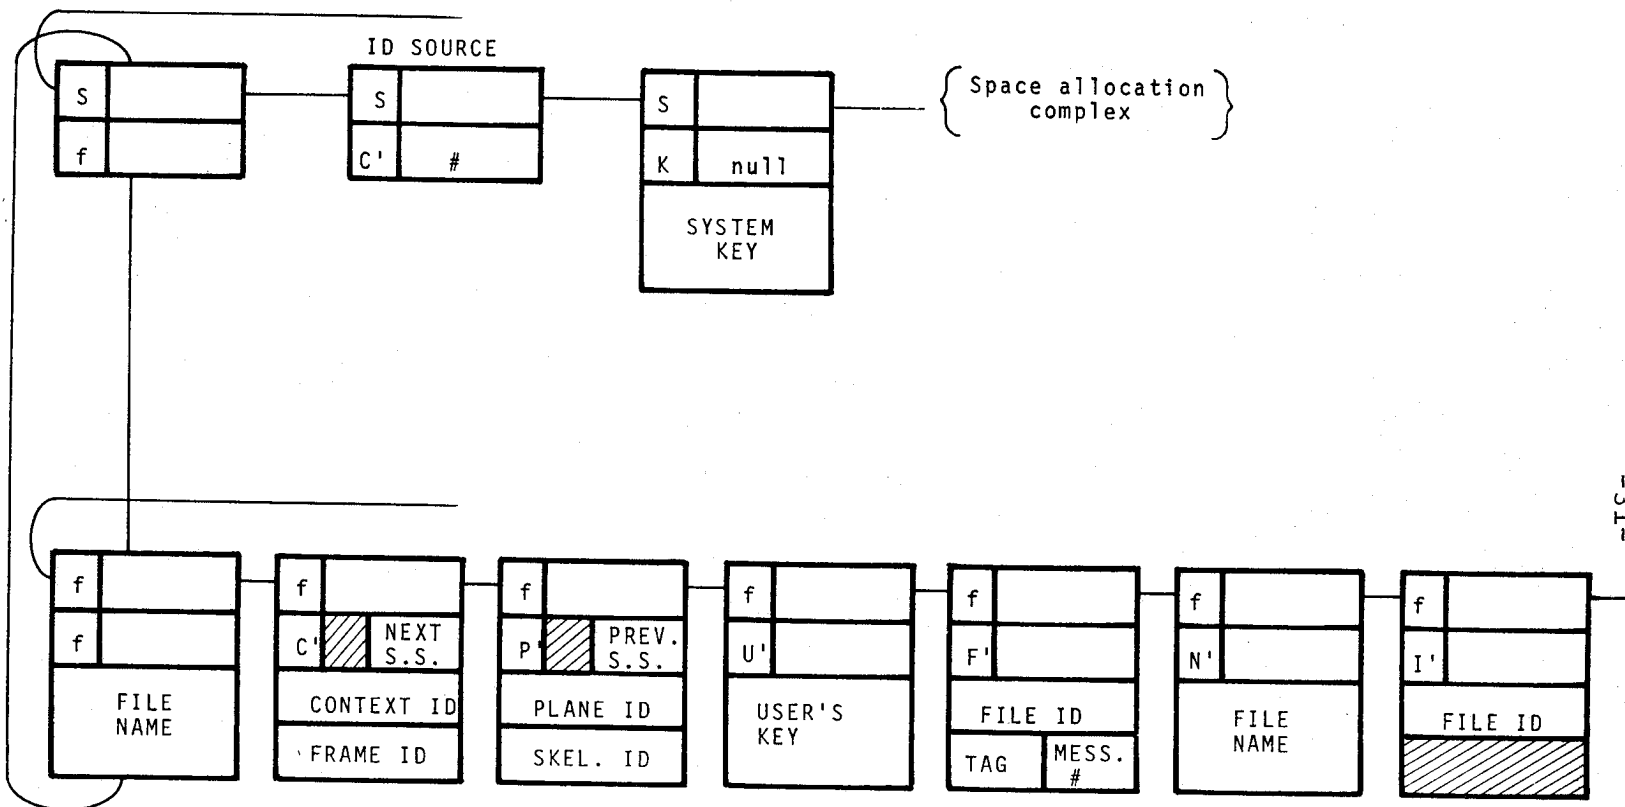 ID SOURCE
S
f
S
C' #
S
K null
SYSTEM
KEY
Space allocation
complex
-31-
f
f
FILE
NAME
f
C' NEXT
S.S.
CONTEXT ID
FRAME ID
f
P' PREV.
S.S.
PLANE ID
SKEL. ID
f
U'
USER'S
KEY
f
F'
FILE ID
TAG MESS.
#
f
N'
FILE
NAME
f
I'
FILE ID